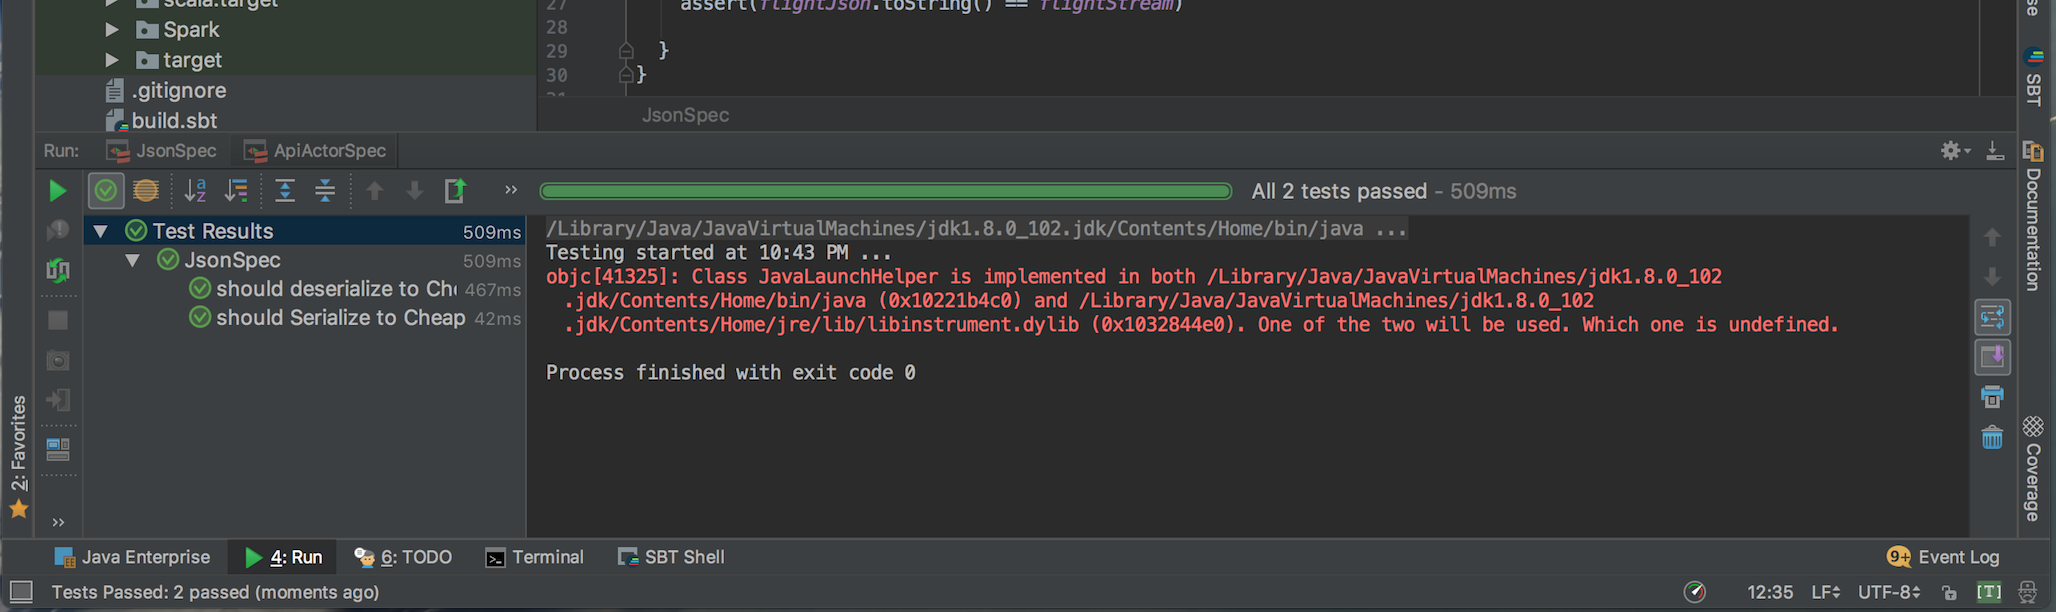 scala.target
27 assert(flightJson.toString() == flightStream)
Spark
28
target
29 }
.gitignore
30 }
build.sbt
JsonSpec
SBT
Run: JsonSpec ApiActorSpec
Documentation
All 2 tests passed - 509ms
Test Results 509ms
JsonSpec 509ms
should deserialize to Ch 467ms
should Serialize to Cheap 42ms
/Library/Java/JavaVirtualMachines/jdk1.8.0_102.jdk/Contents/Home/bin/java ...
Testing started at 10:43 PM ...
objc[41325]: Class JavaLaunchHelper is implemented in both /Library/Java/JavaVirtualMachines/jdk1.8.0_102
.jdk/Contents/Home/bin/java (0x10221b4c0) and /Library/Java/JavaVirtualMachines/jdk1.8.0_102
.jdk/Contents/Home/jre/lib/libinstrument.dylib (0x1032844e0). One of the two will be used. Which one is undefined.
Process finished with exit code 0
2: Favorites
Coverage
Java Enterprise 4: Run 6: TODO Terminal SBT Shell 9+ Event Log
Tests Passed: 2 passed (moments ago) 12:35 LF UTF-8 [T]